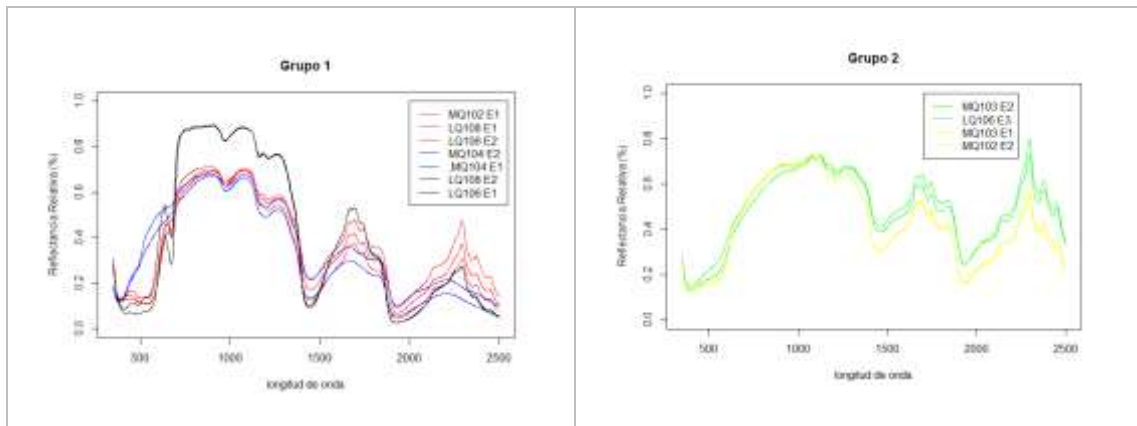 Grupo 1
Reflectancia Relativa (%)
0.0 0.2 0.4 0.6 0.8 1.0
MQ102 E1
LQ108 E1
MQ104 E2
MQ104 E1
LQ108 E2
LQ106 E1
500 1000 1500 2000 2500
longitud de onda
Grupo 2
Reflectancia Relativa (%)
0.0 0.2 0.4 0.6 0.8 1.0
MQ103 E2
LQ106 E3
MQ103 E1
MQ102 E2
500 1000 1500 2000 2500
longitud de onda